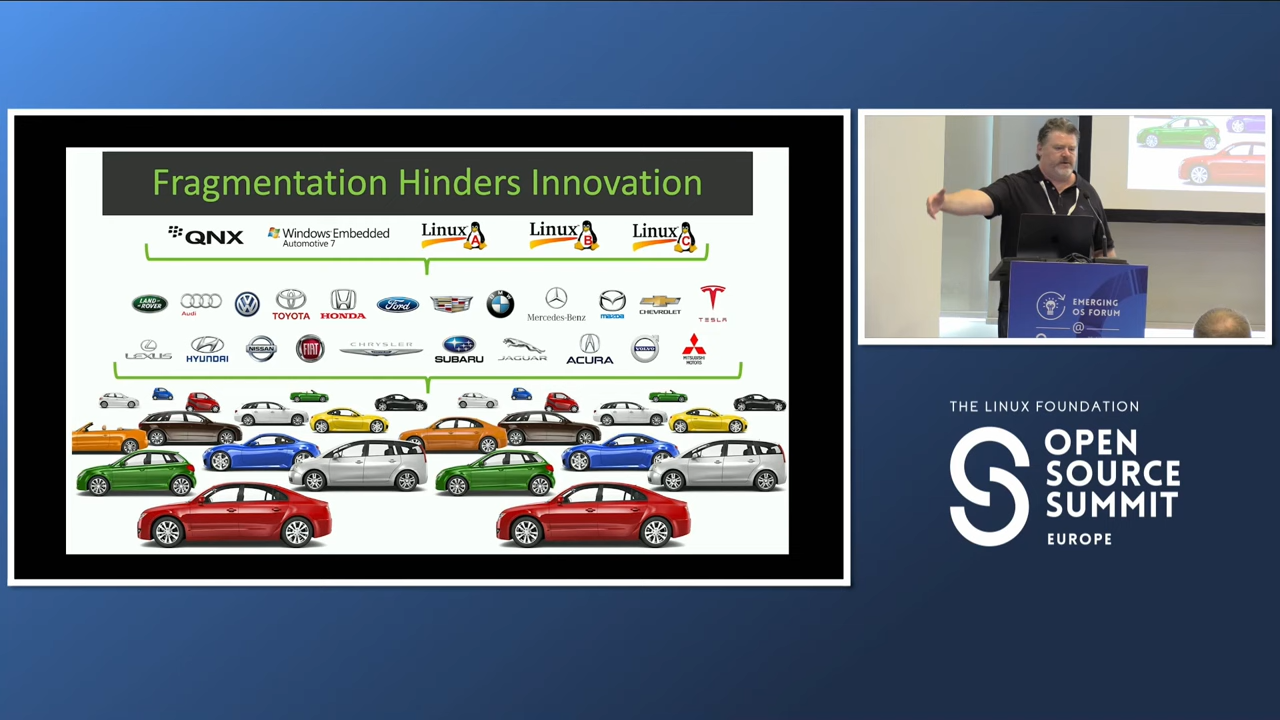 Fragmentation Hinders Innovation
QNX
Windows Embedded
Automotive 7
Linux A
Linux B
Linux C
LAND-
ROVER
Audi
TOYOTA
HONDA
Ford
BMW
Mercedes-Benz
mazda
CHEVROLET
TESLA
LEXUS
HYUNDAI
NISSAN
FIAT
CHRYSLER
SUBARU
JAGUAR
ACURA
VOLVO
MITSUBISHI
MOTORS
EMERGING
OS FORUM
@
THE LINUX FOUNDATION
OPEN
SOURCE
SUMMIT
EUROPE